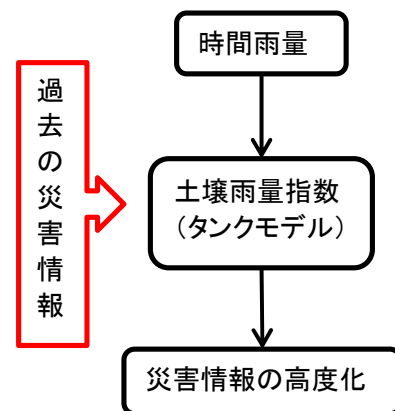 時間雨量
過去の災害情報
土壌雨量指数
(タンクモデル)
災害情報の高度化